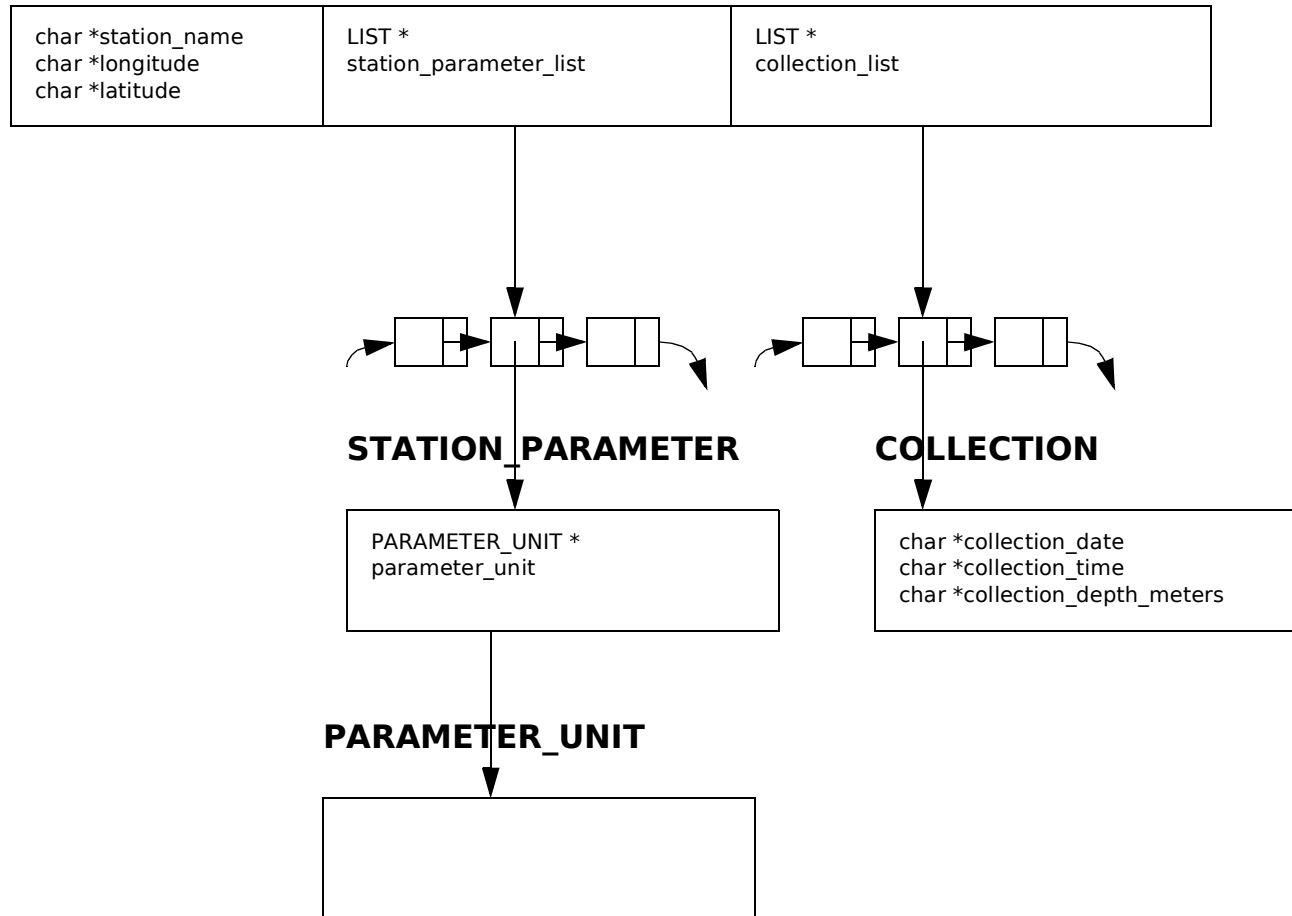 char *station_name
char *longitude
char *latitude
LIST *
station_parameter_list
LIST *
collection_list
STATION_PARAMETER
COLLECTION
PARAMETER_UNIT *
parameter_unit
char *collection_date
char *collection_time
char *collection_depth_meters
PARAMETER_UNIT